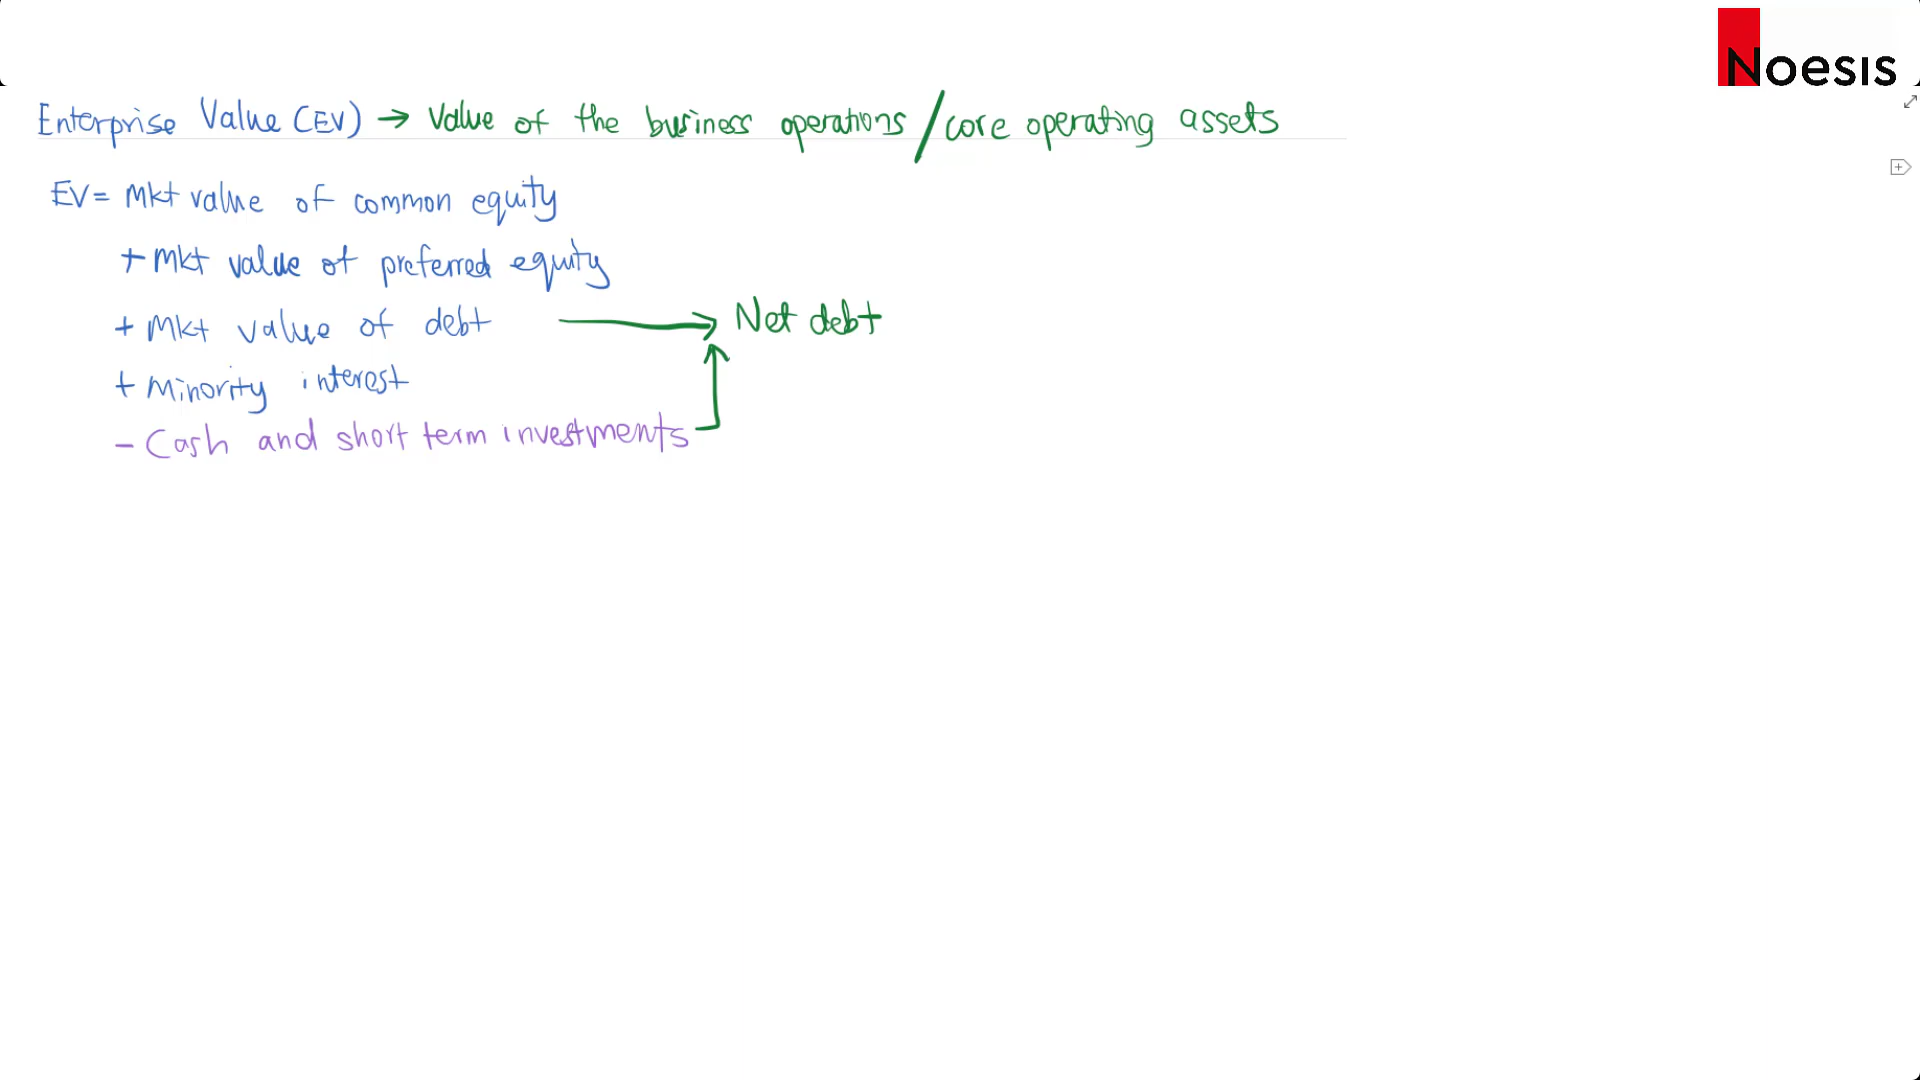 Noesis
Enterprise Value (EV) → Value of the business operations / core operating assets
EV = Mkt value of common equity
+ Mkt value of preferred equity
+ Mkt value of debt → Net debt
+ Minority interest
- Cash and short term investments